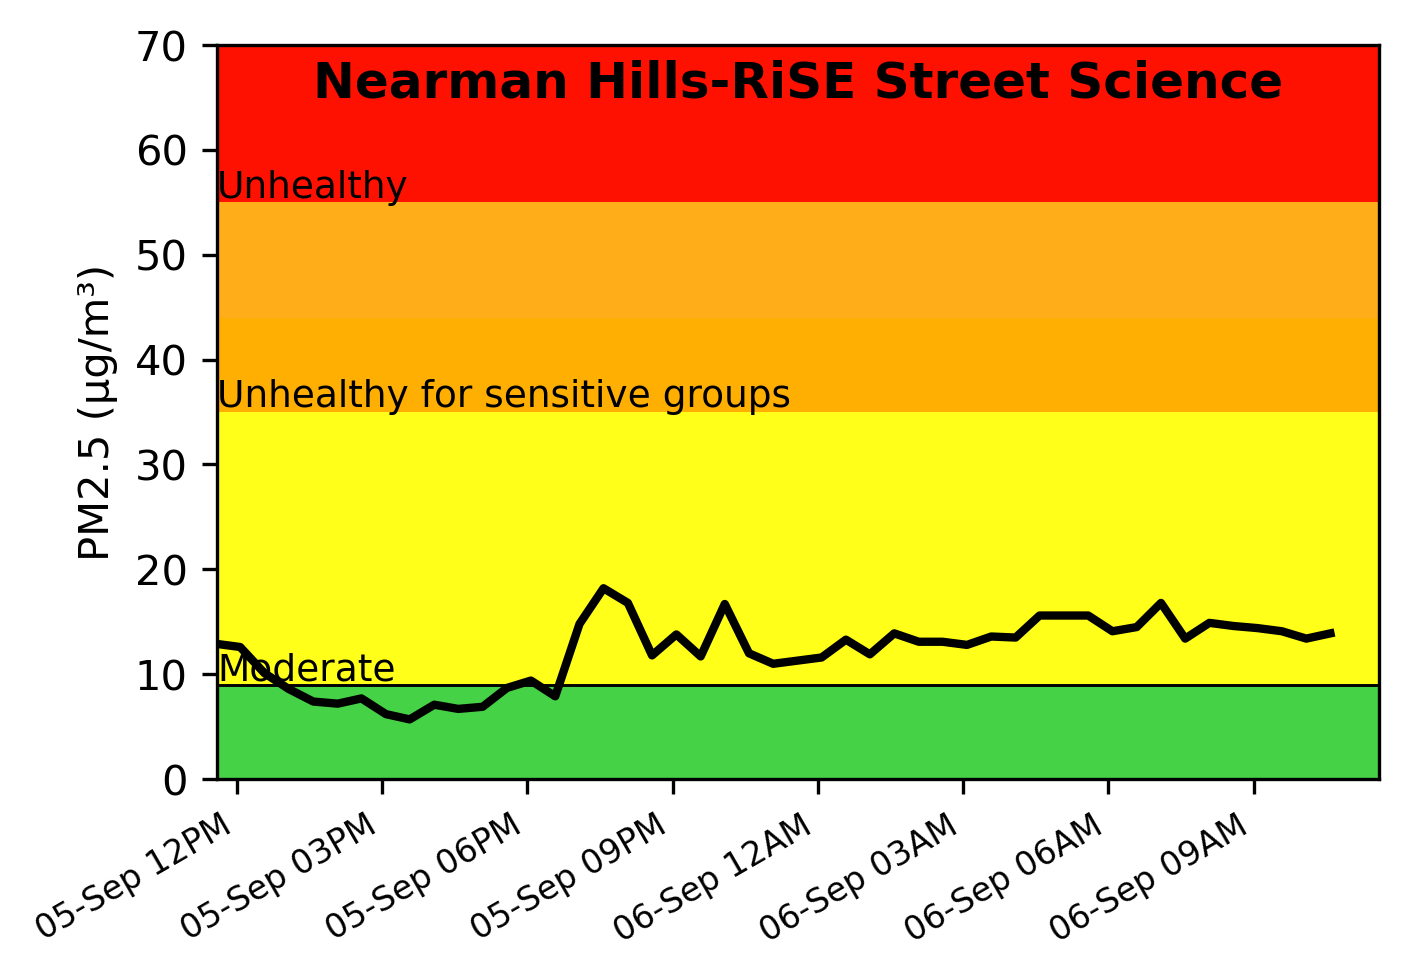 Nearman Hills-RiSE Street Science
PM2.5 (µg/m³)
70
60
50
40
30
20
10
0
Unhealthy
Unhealthy for sensitive groups
Moderate
05-Sep 12PM
05-Sep 03PM
05-Sep 06PM
05-Sep 09PM
06-Sep 12AM
06-Sep 03AM
06-Sep 06AM
06-Sep 09AM